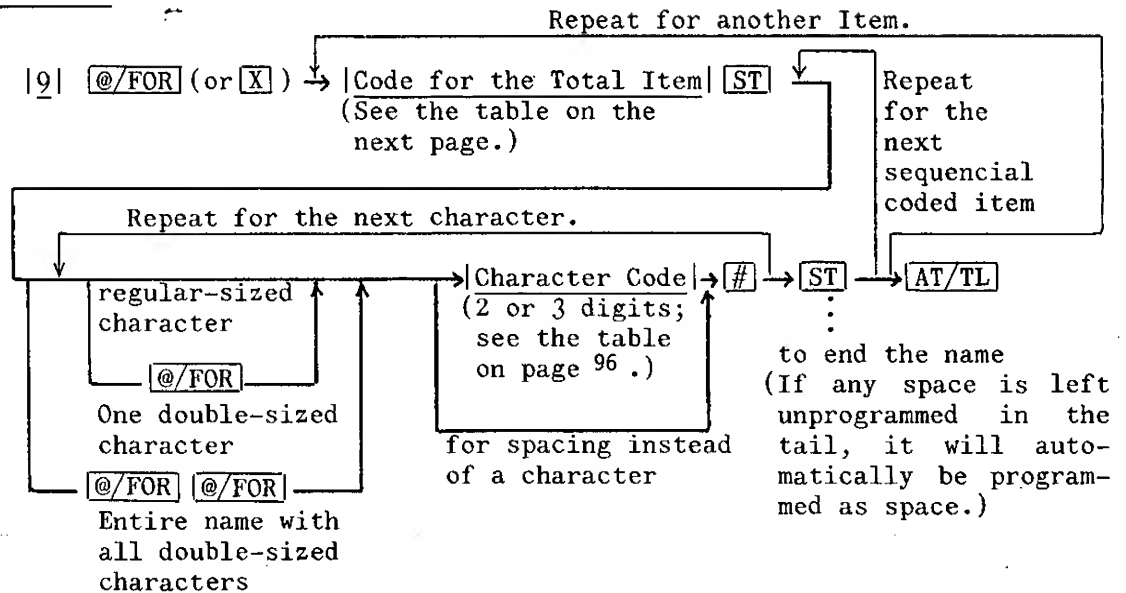 Repeat for another Item.
|9| @/FOR (or X) → |Code for the Total Item| ST
(See the table on the
next page.)
Repeat
for the
next
sequencial
coded item
Repeat for the next character.
regular-sized
character
@/FOR
One double-sized
character
@/FOR @/FOR
Entire name with
all double-sized
characters
|Character Code| → # → ST → AT/TL
(2 or 3 digits;
see the table
on page 96 .)
for spacing instead
of a character
to end the name
(If any space is left
unprogrammed in the
tail, it will auto-
matically be program-
med as space.)